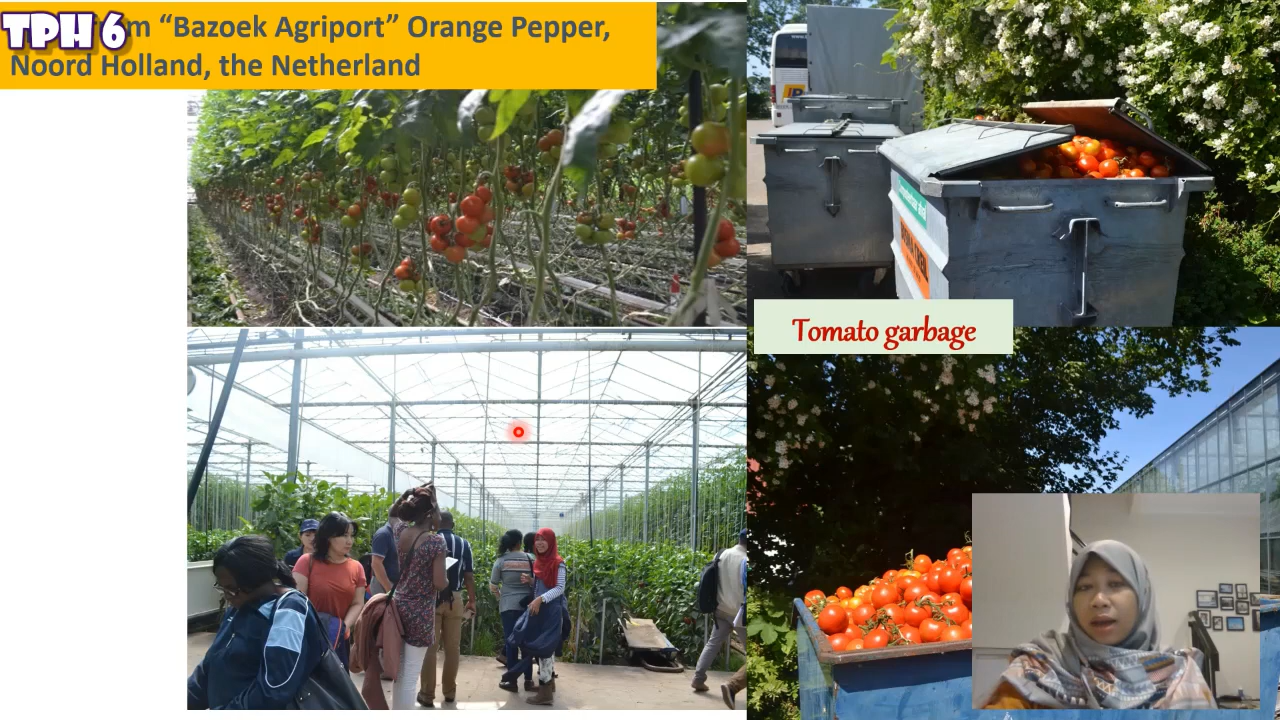 TPH 6
m “Bazoek Agriport” Orange Pepper,
Noord Holland, the Netherland
Tomato garbage